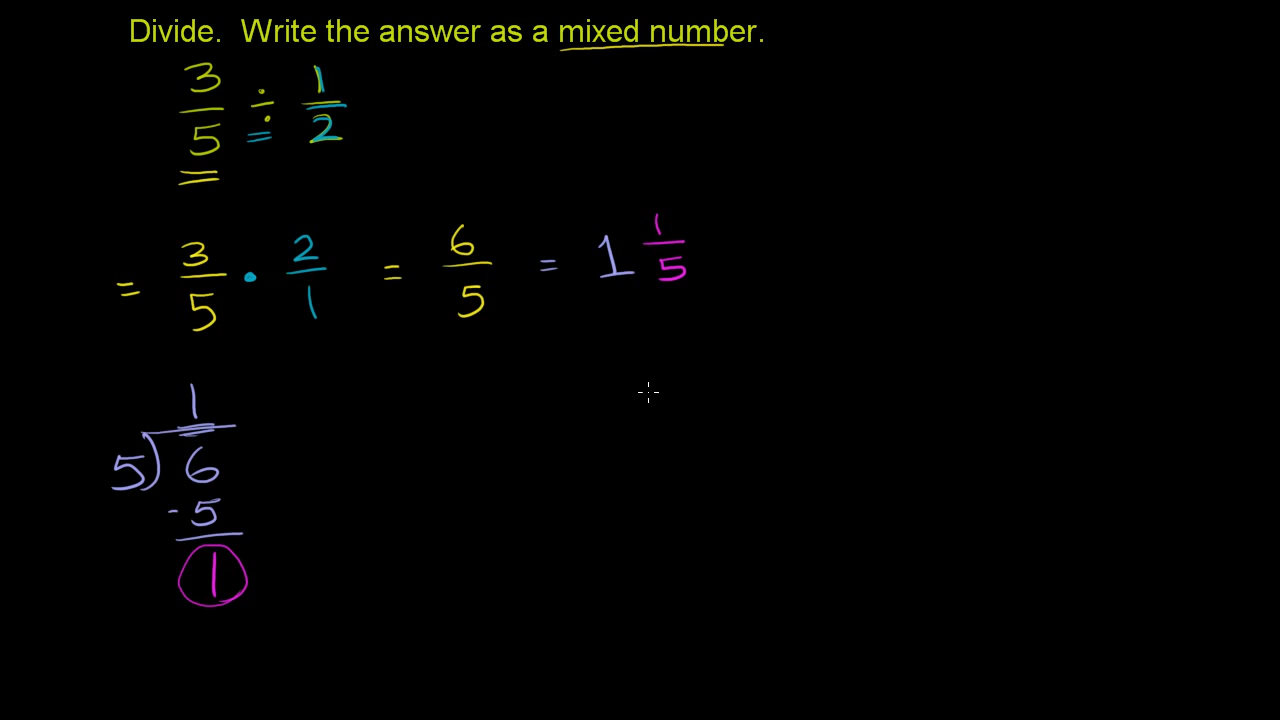 Divide. Write the answer as a mixed number.
3/5 ÷ 1/2
= 3/5 · 2/1 = 6/5 = 1 1/5
1
5)6
-5
1